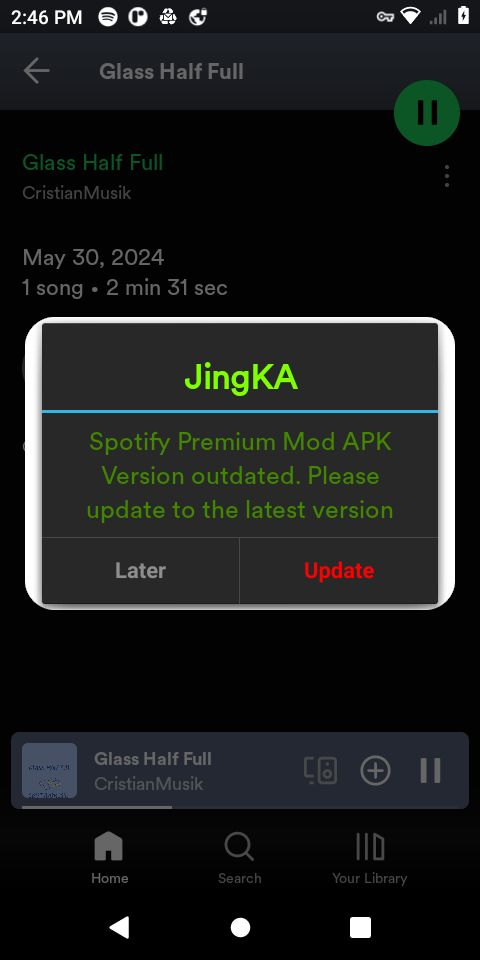 2:46 PM
Glass Half Full
Glass Half Full
CristianMusik
May 30, 2024
1 song • 2 min 31 sec
JingKA
Spotify Premium Mod APK
Version outdated. Please
update to the latest version
Later
Update
Glass Half Full
CristianMusik
Home
Search
Your Library